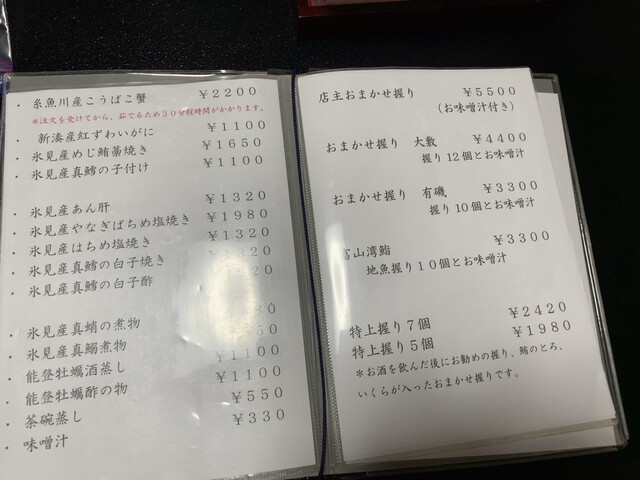 ・糸魚川産こうばこ蟹 ¥2200
※注文を受けてから、茹でるため30分程時間がかかります。
・新湊産紅ずわいがに ¥1100
・氷見産めじ鮪藁焼き ¥1650
・氷見産真鱈の子付け ¥1100
・氷見産あん肝 ¥1320
・氷見産やなぎばちめ塩焼き ¥1980
・氷見産はちめ塩焼き ¥1320
・氷見産真鱈の白子焼き
・氷見産真鱈の白子酢
・氷見産真蛸の煮物
・氷見産真鰯煮物
・能登牡蠣酒蒸し ¥1100
・能登牡蠣酢の物 ¥1100
・茶碗蒸し ¥550
・味噌汁 ¥330
店主おまかせ握り ¥5500
(お味噌汁付き)
おまかせ握り 大敷 ¥4400
握り12個とお味噌汁
おまかせ握り 有磯 ¥3300
握り10個とお味噌汁
富山湾鮨 ¥3300
地魚握り10個とお味噌汁
特上握り7個 ¥2420
特上握り5個 ¥1980
※お酒を飲んだ後にお勧めの握り、鮪のとろ、
いくらが入ったおまかせ握りです。